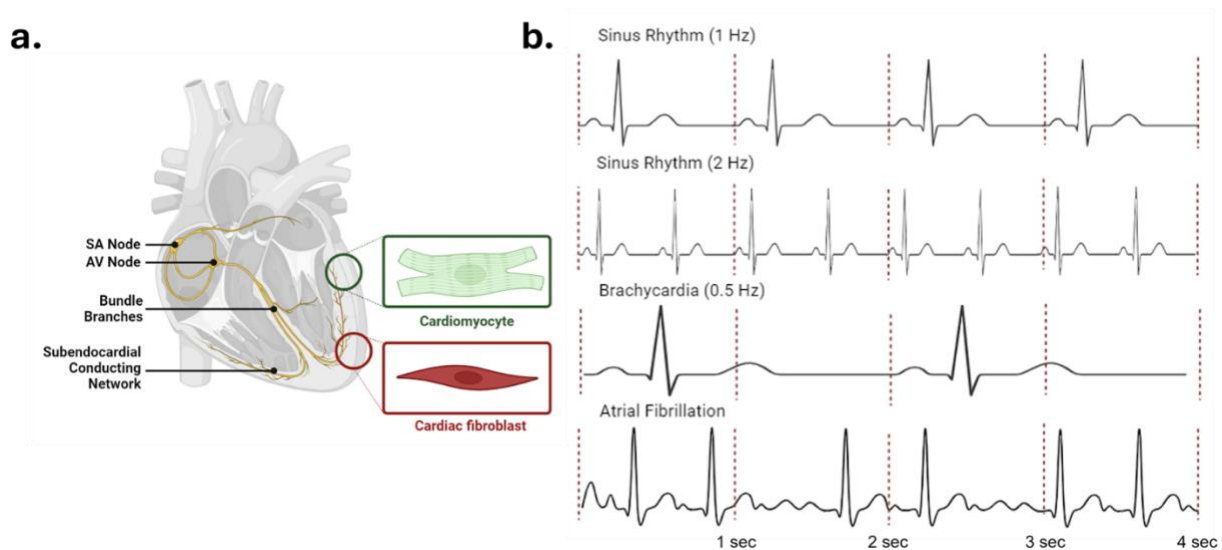 a.
SA Node
AV Node
Bundle
Branches
Subendocardial
Conducting
Network
Cardiomyocyte
Cardiac fibroblast
b.
Sinus Rhythm (1 Hz)
Sinus Rhythm (2 Hz)
Brachycardia (0.5 Hz)
Atrial Fibrillation
1 sec
2 sec
3 sec
4 sec